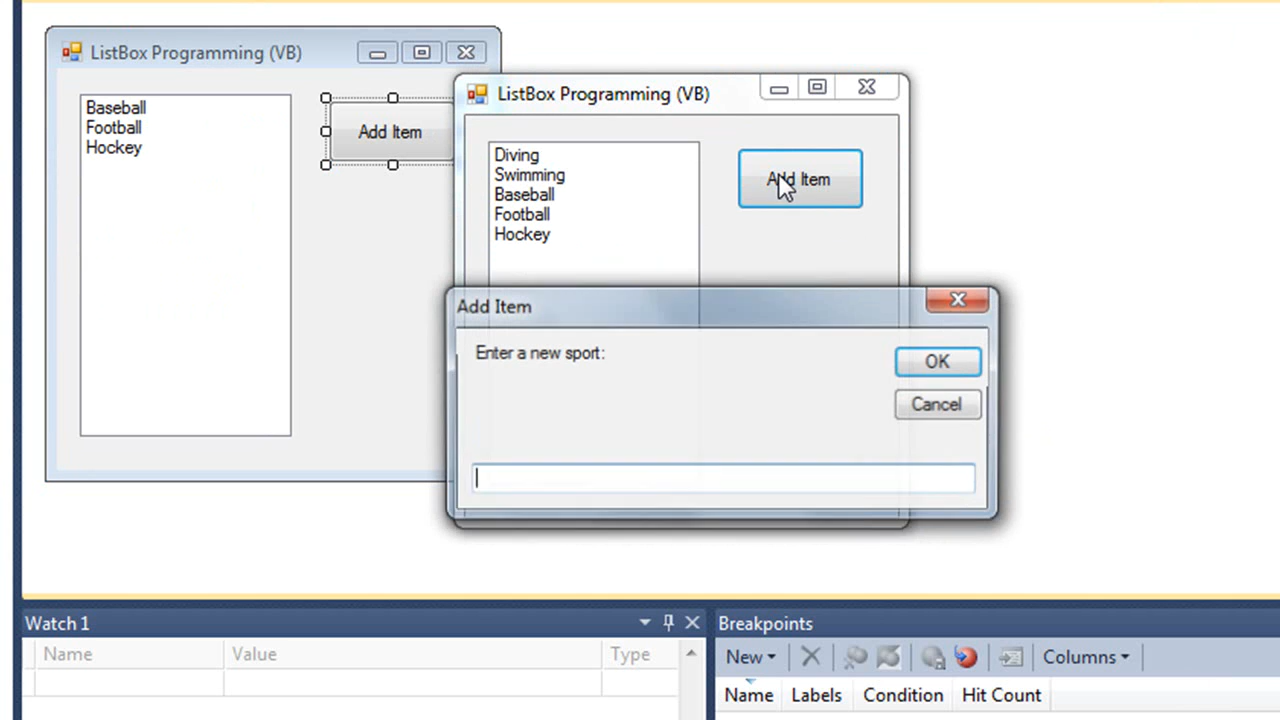 ListBox Programming (VB)
Baseball
Football
Hockey
Add Item
ListBox Programming (VB)
Diving
Swimming
Baseball
Football
Hockey
Add Item
Add Item
Enter a new sport:
OK
Cancel
Watch 1
Name Value Type
Breakpoints
New Columns
Name Labels Condition Hit Count